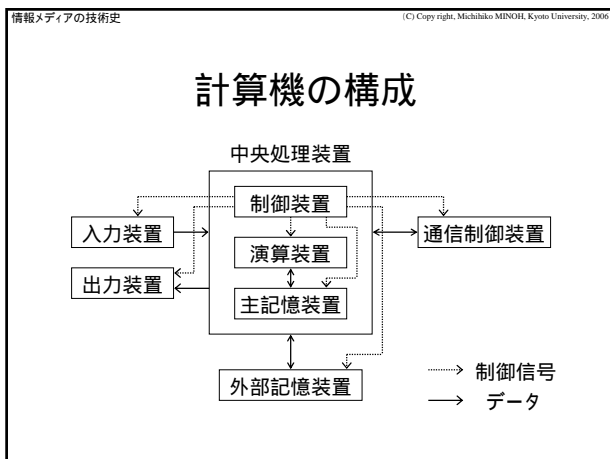 情報メディアの技術史
(C) Copy right, Michihiko MINOH, Kyoto University, 2006
計算機の構成
中央処理装置
制御装置
入力装置
通信制御装置
演算装置
出力装置
主記憶装置
制御信号
外部記憶装置
データ